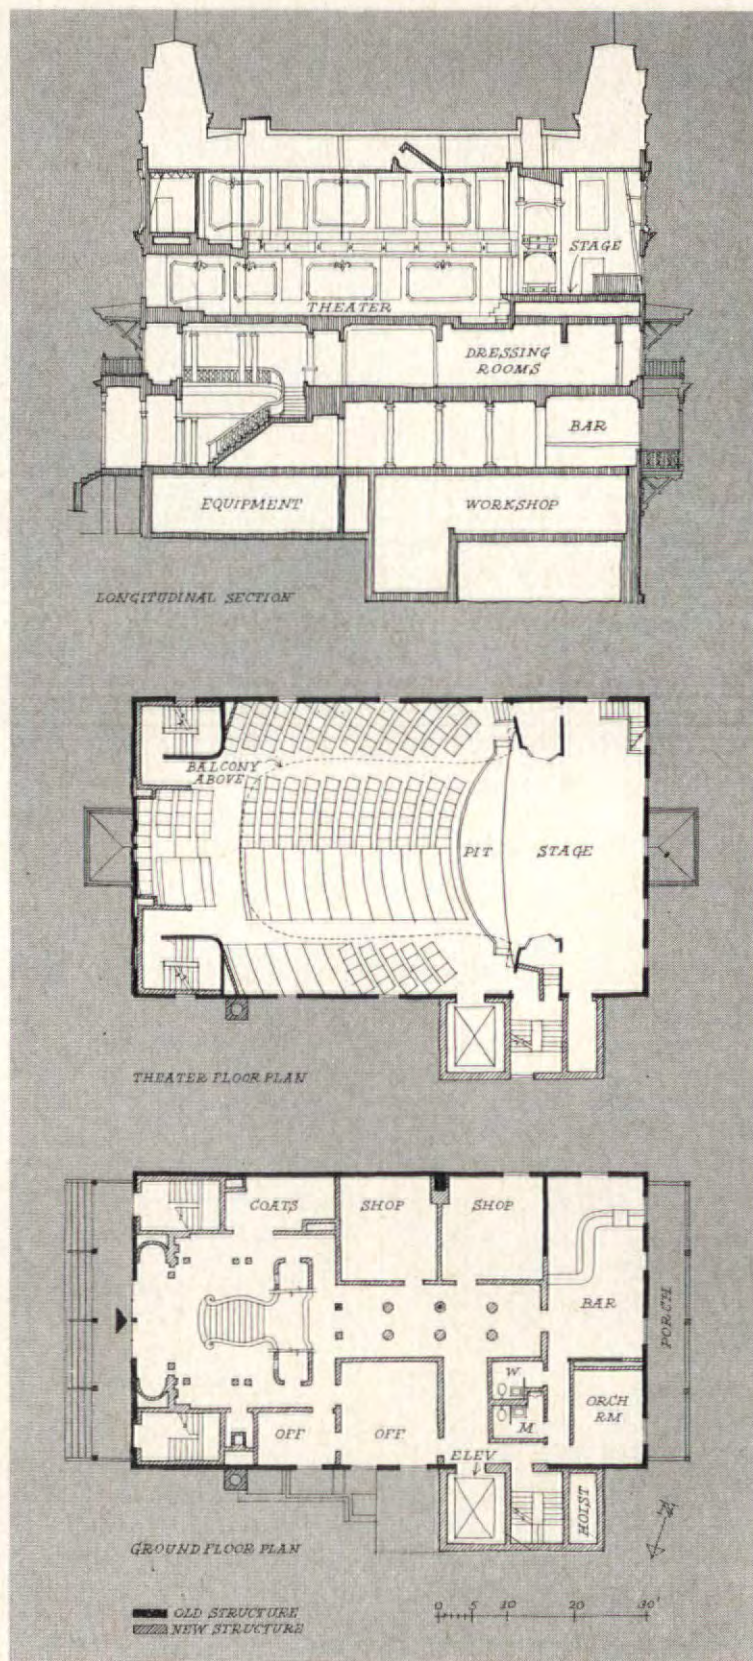 STAGE
THEATER
DRESSING
ROOMS
BAR
EQUIPMENT
WORKSHOP
LONGITUDINAL SECTION
BALCONY
ABOVE
PIT
STAGE
THEATER FLOOR PLAN
COATS
SHOP
SHOP
BAR
PORCH
W
M
ORCH
RM
OFF
OFF
ELEV
HOIST
N
GROUND FLOOR PLAN
OLD STRUCTURE
NEW STRUCTURE
0 5 10 20 30'